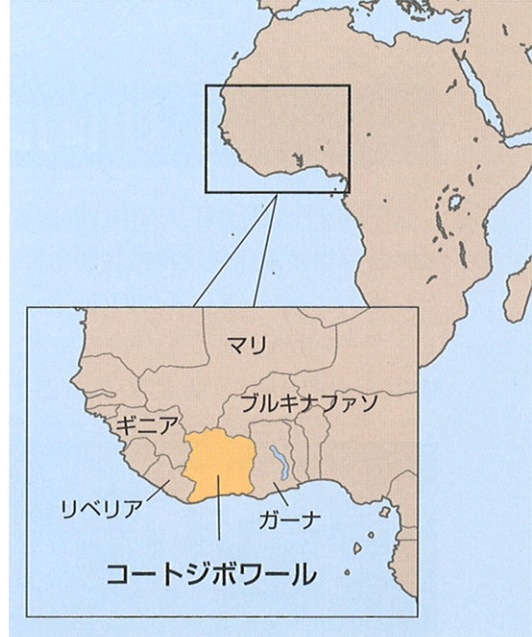 マリ
ブルキナファソ
ギニア
リベリア
ガーナ
コートジボワール